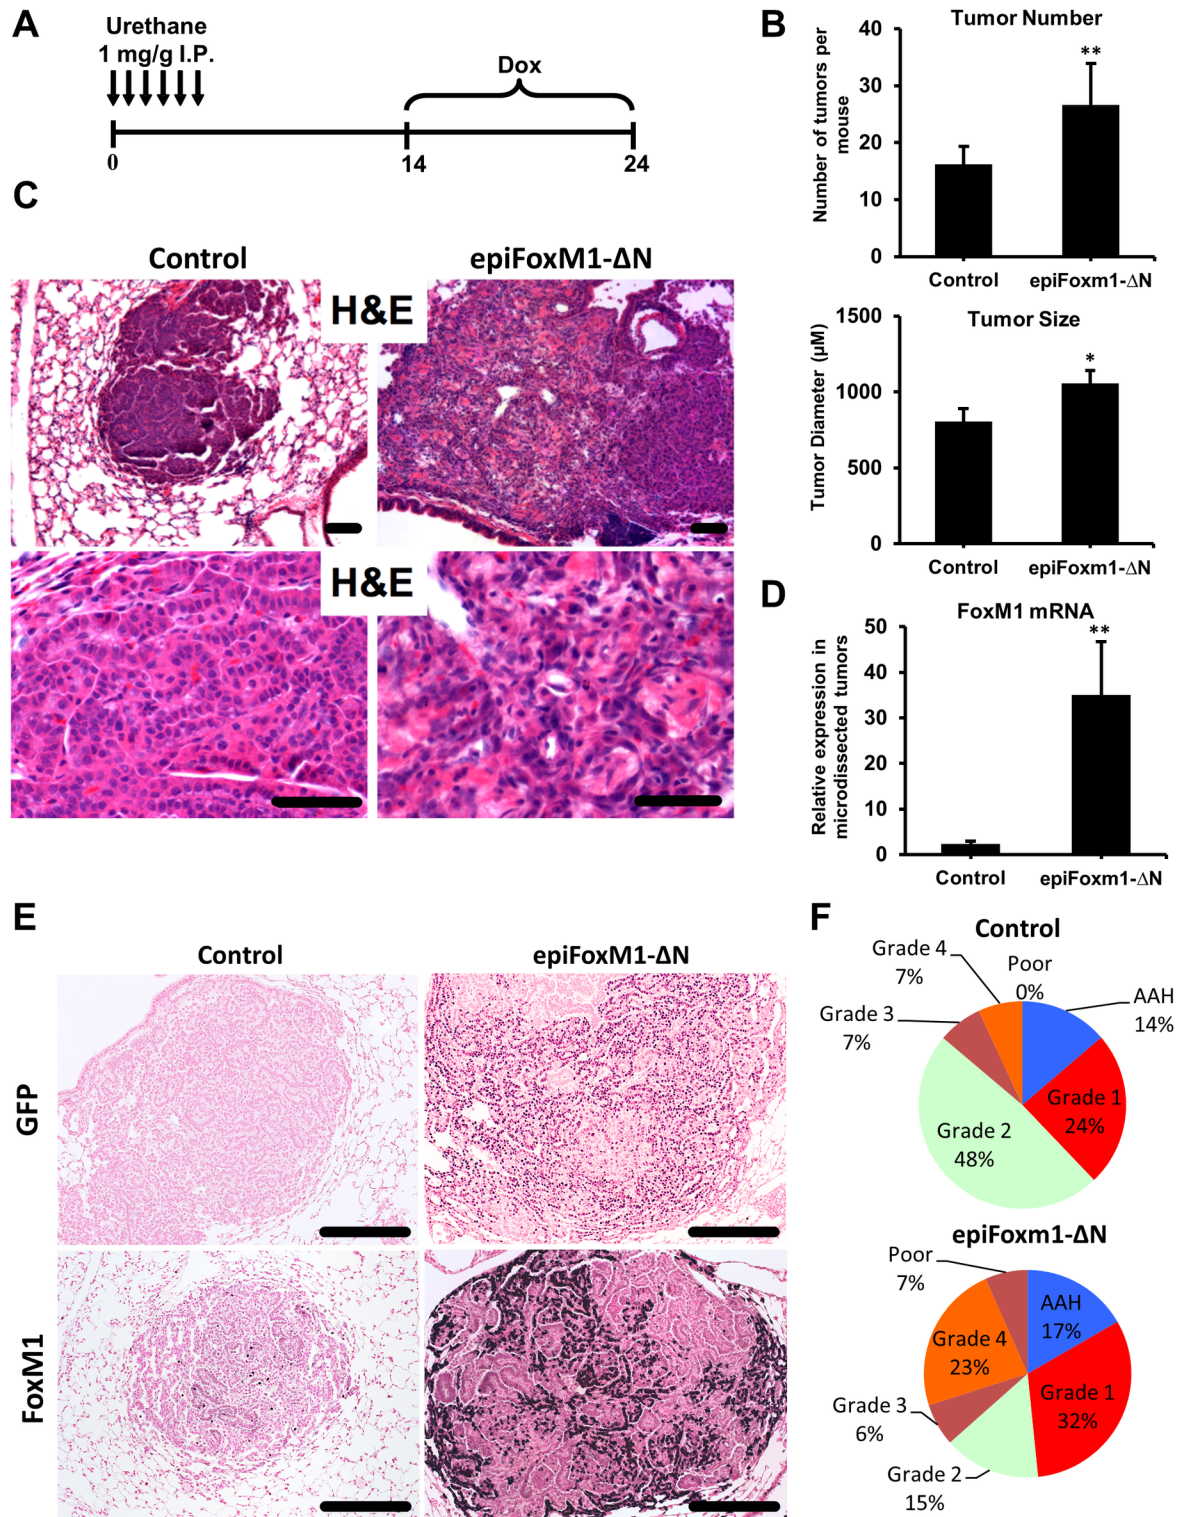 A
Urethane
1 mg/g I.P.
Dox
0
14
24
B
Tumor Number
Number of tumors per
mouse
40
30
20
10
0
**
Control
epiFoxm1-ΔN
Tumor Size
Tumor Diameter (µM)
1500
1000
500
0
*
Control
epiFoxm1-ΔN
C
Control
epiFoxM1-ΔN
H&E
H&E
D
FoxM1 mRNA
Relative expression in
microdissected tumors
50
40
30
20
10
0
**
Control
epiFoxm1-ΔN
E
Control
epiFoxM1-ΔN
GFP
FoxM1
F
Control
Poor
0%
AAH
14%
Grade 1
24%
Grade 2
48%
Grade 3
7%
Grade 4
7%
epiFoxm1-ΔN
Poor
7%
AAH
17%
Grade 1
32%
Grade 2
15%
Grade 3
6%
Grade 4
23%